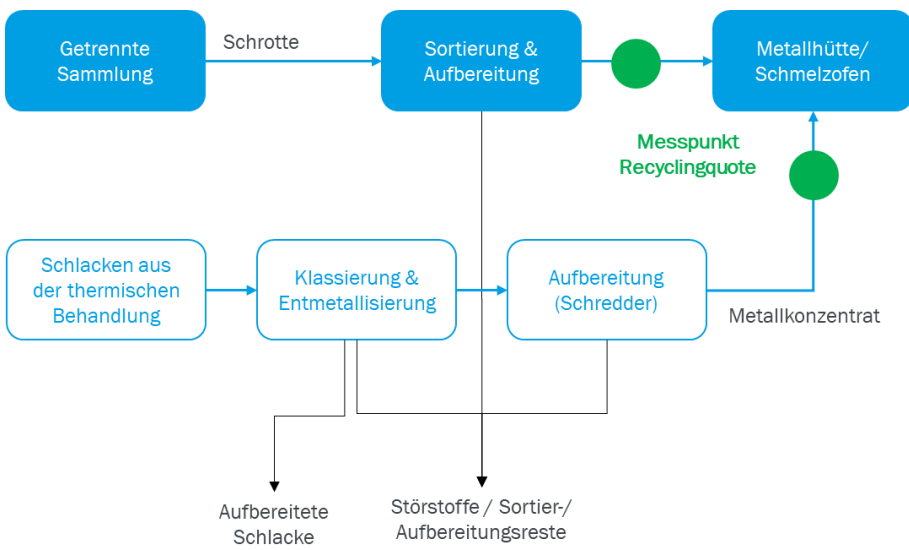 Getrennte
Sammlung
Schrotte
Sortierung &
Aufbereitung
Metallhütte/
Schmelzofen
Messpunkt
Recyclingquote
Schlacken aus
der thermischen
Behandlung
Klassierung &
Entmetallisierung
Aufbereitung
(Schredder)
Metallkonzentrat
Aufbereitete
Schlacke
Störstoffe / Sortier-/
Aufbereitungsreste